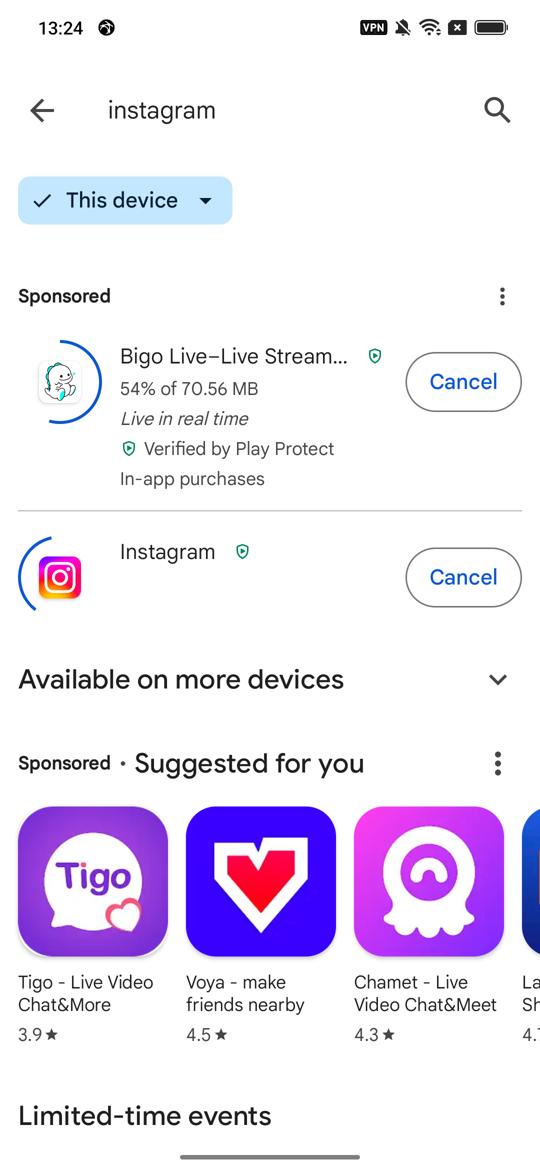 13:24
VPN
instagram
This device
Sponsored
Bigo Live–Live Stream...
54% of 70.56 MB
Live in real time
Verified by Play Protect
In-app purchases
Cancel
Instagram
Cancel
Available on more devices
Sponsored • Suggested for you
Tigo
Tigo - Live Video
Chat&More
3.9★
Voya - make
friends nearby
4.5★
Chamet - Live
Video Chat&Meet
4.3★
La
Sh
4.
Limited-time events